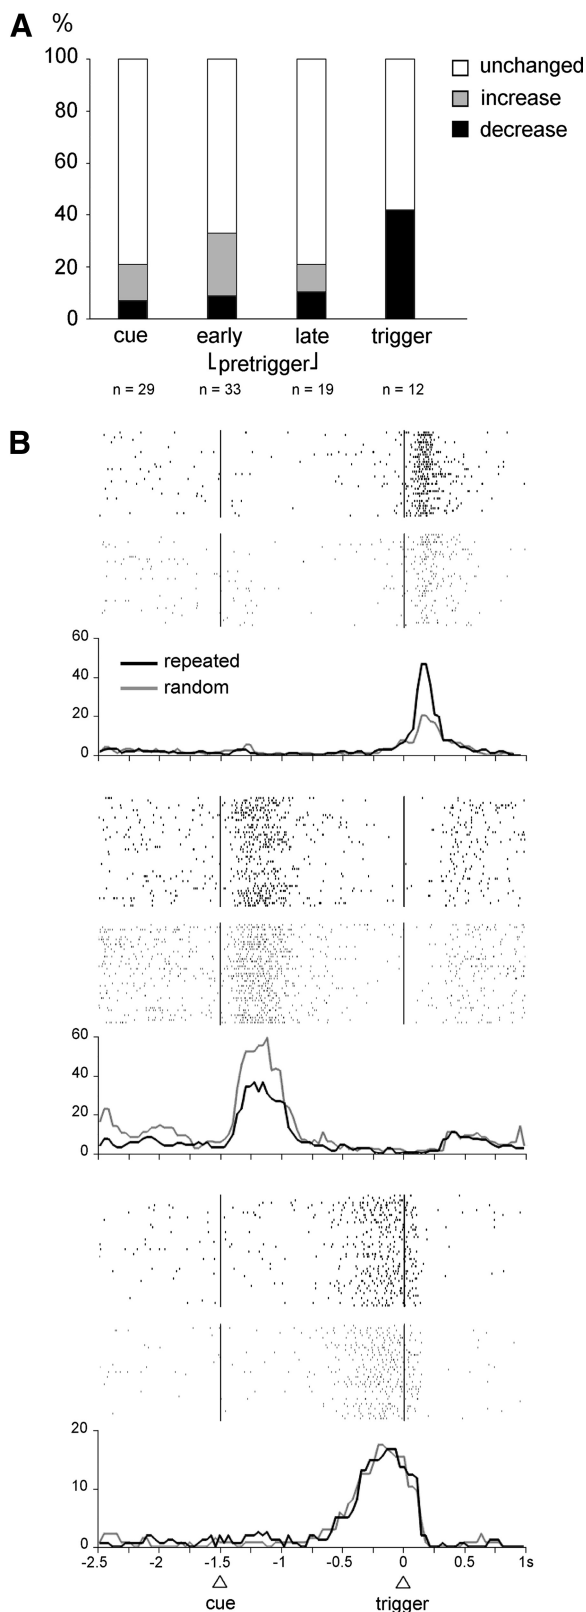 A %
100
80
60
40
20
0
unchanged
increase
decrease
cue early late trigger
pretrigger
n = 29 n = 33 n = 19 n = 12
B
60
40
20
0
repeated
random
60
40
20
0
20
10
0
-2.5 -2 -1.5 -1 -0.5 0 0.5 1s
cue trigger